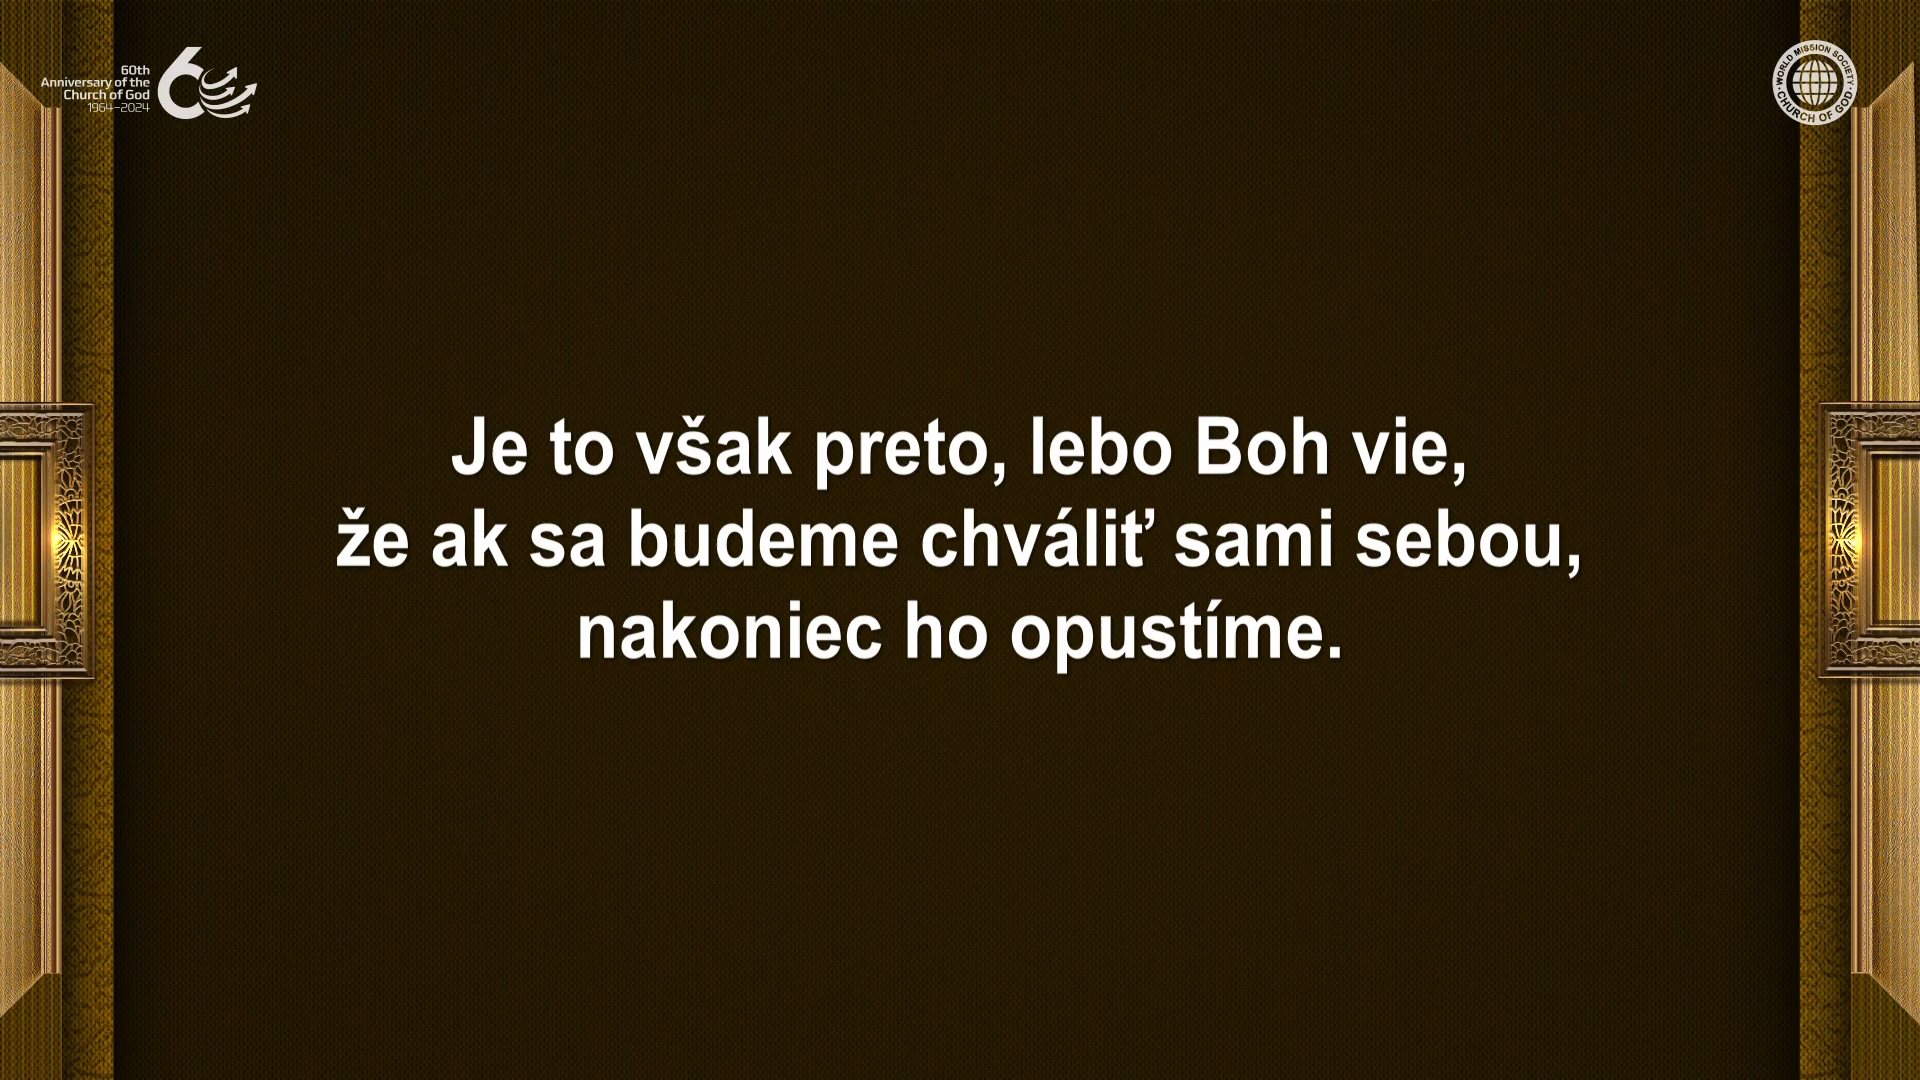 60th
Anniversary of the
Church of God
1964–2024
WORLD MISSION SOCIETY
CHURCH OF GOD
Je to však preto, lebo Boh vie,
že ak sa budeme chváliť sami sebou,
nakoniec ho opustíme.